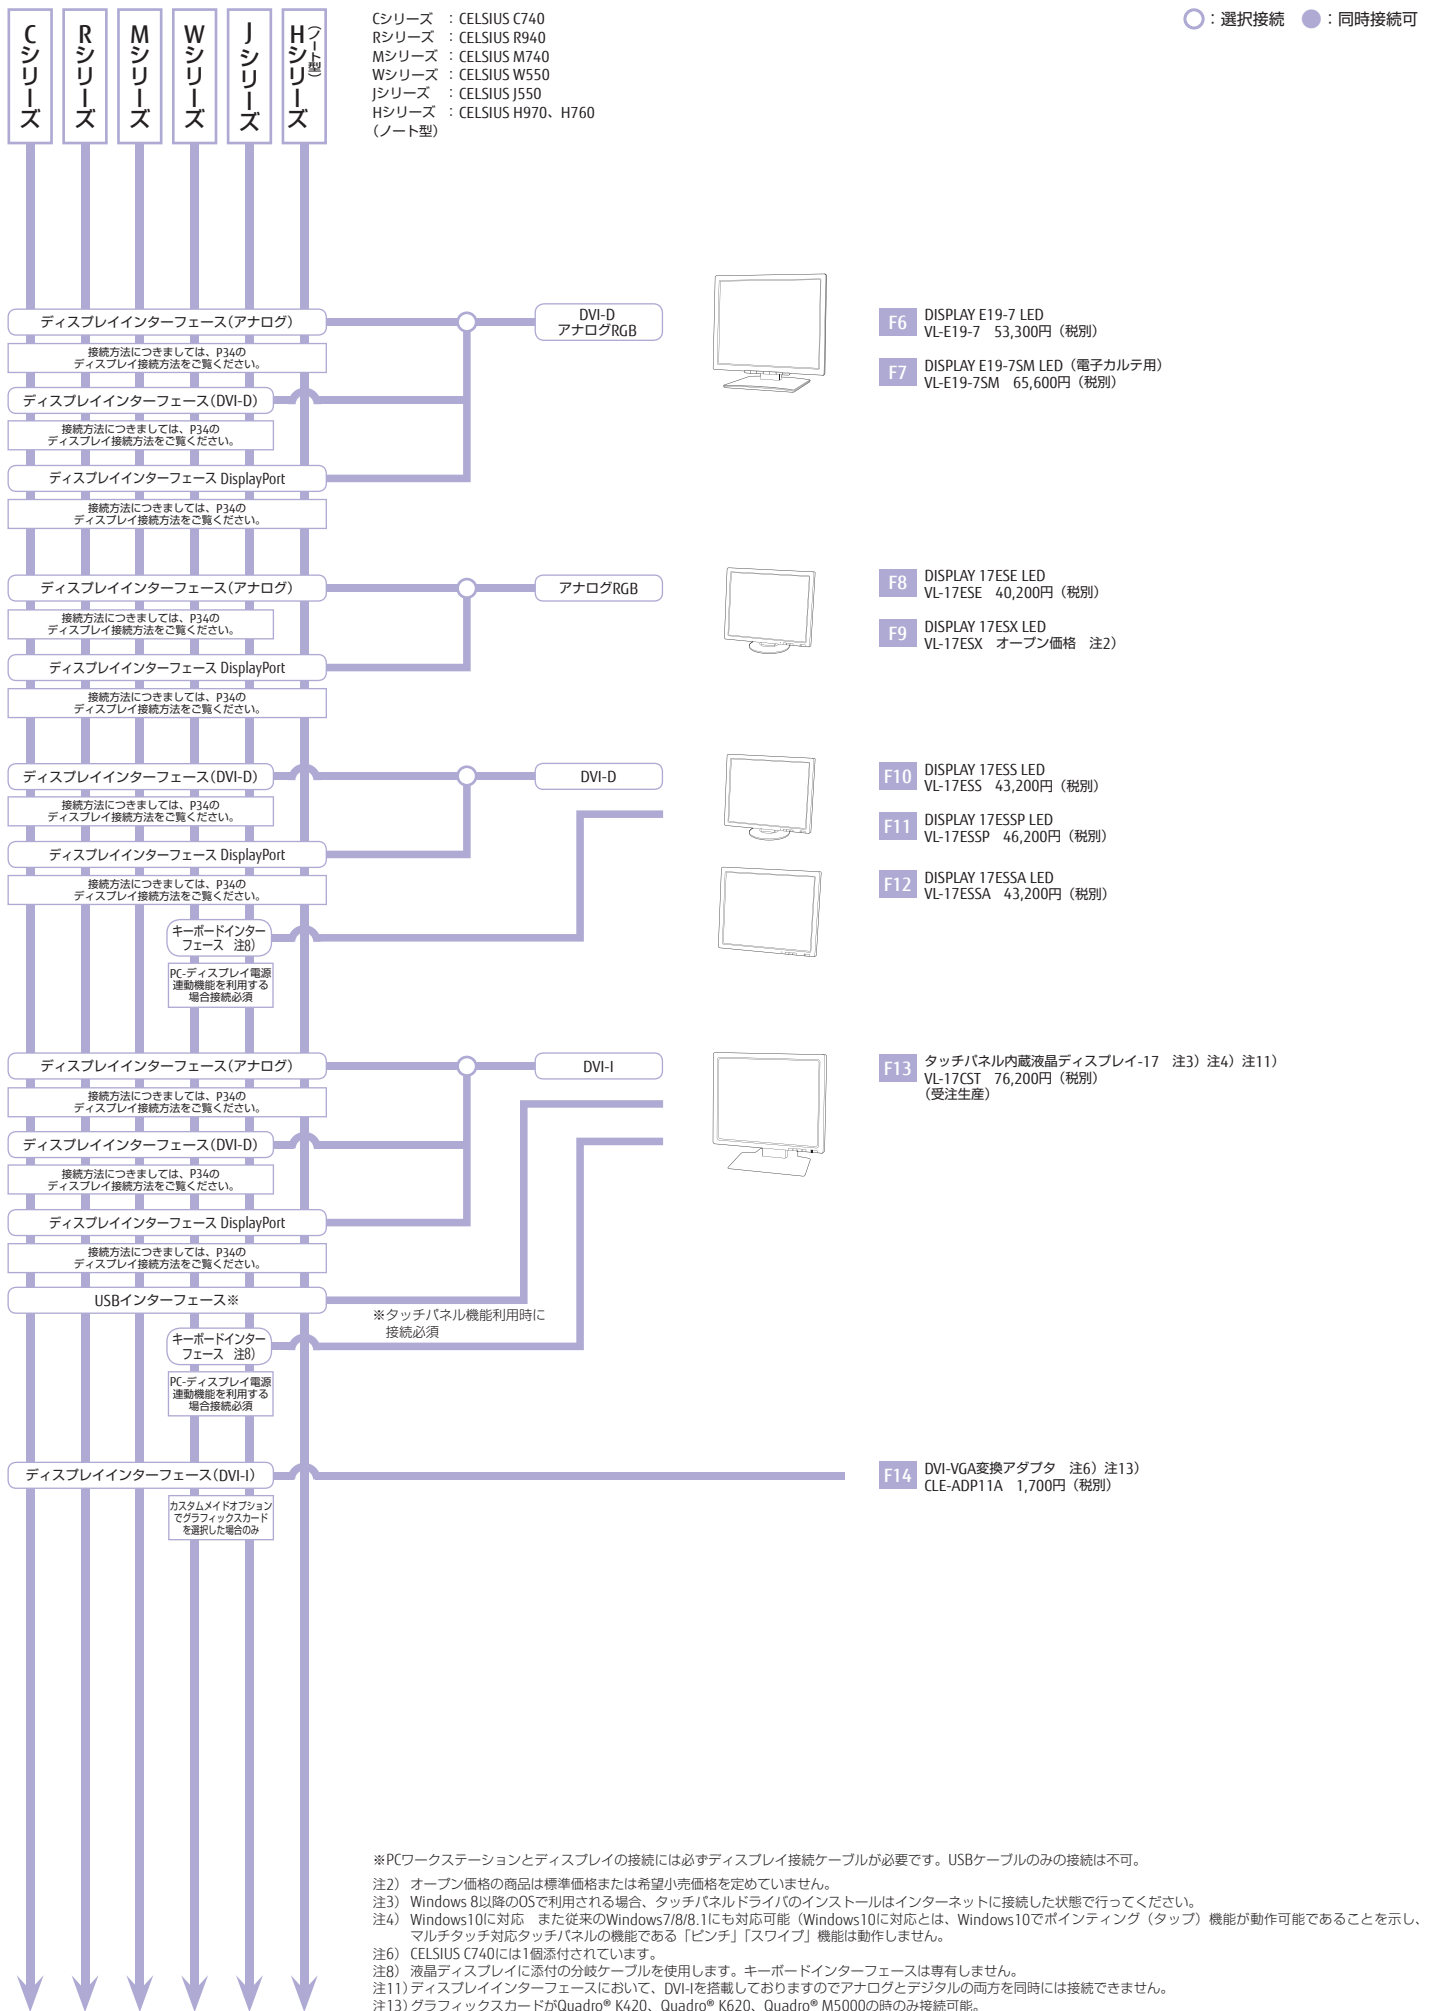 Cシリーズ
Rシリーズ
Mシリーズ
Wシリーズ
Jシリーズ
Hシリーズ(ノート型)
Cシリーズ ：CELSIUS C740
Rシリーズ ：CELSIUS R940
Mシリーズ ：CELSIUS M740
Wシリーズ ：CELSIUS W550
Jシリーズ ：CELSIUS J550
Hシリーズ ：CELSIUS H970、H760
（ノート型）
：選択接続 ：同時接続可
ディスプレイインターフェース(アナログ)
接続方法につきましては、P34の
ディスプレイ接続方法をご覧ください。
ディスプレイインターフェース(DVI-D)
接続方法につきましては、P34の
ディスプレイ接続方法をご覧ください。
ディスプレイインターフェース DisplayPort
接続方法につきましては、P34の
ディスプレイ接続方法をご覧ください。
DVI-D
アナログRGB
F6 DISPLAY E19-7 LED
VL-E19-7 53,300円（税別）
F7 DISPLAY E19-7SM LED（電子カルテ用）
VL-E19-7SM 65,600円（税別）
ディスプレイインターフェース(アナログ)
接続方法につきましては、P34の
ディスプレイ接続方法をご覧ください。
ディスプレイインターフェース DisplayPort
接続方法につきましては、P34の
ディスプレイ接続方法をご覧ください。
アナログRGB
F8 DISPLAY 17ESE LED
VL-17ESE 40,200円（税別）
F9 DISPLAY 17ESX LED
VL-17ESX オープン価格 注2）
ディスプレイインターフェース(DVI-D)
接続方法につきましては、P34の
ディスプレイ接続方法をご覧ください。
ディスプレイインターフェース DisplayPort
接続方法につきましては、P34の
ディスプレイ接続方法をご覧ください。
キーボードインター
フェース 注8）
PC-ディスプレイ電源
連動機能を利用する
場合接続必須
DVI-D
F10 DISPLAY 17ESS LED
VL-17ESS 43,200円（税別）
F11 DISPLAY 17ESSP LED
VL-17ESSP 46,200円（税別）
F12 DISPLAY 17ESSA LED
VL-17ESSA 43,200円（税別）
ディスプレイインターフェース(アナログ)
接続方法につきましては、P34の
ディスプレイ接続方法をご覧ください。
ディスプレイインターフェース(DVI-D)
接続方法につきましては、P34の
ディスプレイ接続方法をご覧ください。
ディスプレイインターフェース DisplayPort
接続方法につきましては、P34の
ディスプレイ接続方法をご覧ください。
USBインターフェース※
キーボードインター
フェース 注8）
PC-ディスプレイ電源
連動機能を利用する
場合接続必須
DVI-I
※タッチパネル機能利用時に
接続必須
F13 タッチパネル内蔵液晶ディスプレイ-17 注3）注4）注11）
VL-17CST 76,200円（税別）
（受注生産）
ディスプレイインターフェース(DVI-I)
カスタムメイドオプション
でグラフィックスカード
を選択した場合のみ
F14 DVI-VGA変換アダプタ 注6）注13）
CLE-ADP11A 1,700円（税別）
※PCワークステーションとディスプレイの接続には必ずディスプレイ接続ケーブルが必要です。USBケーブルのみの接続は不可。
注2） オープン価格の商品は標準価格または希望小売価格を定めていません。
注3） Windows 8以降のOSで利用される場合、タッチパネルドライバのインストールはインターネットに接続した状態で行ってください。
注4） Windows10に対応 また従来のWindows7/8/8.1にも対応可能（Windows10に対応とは、Windows10でポインティング（タップ）機能が動作可能であることを示し、
マルチタッチ対応タッチパネルの機能である「ピンチ」「スワイプ」機能は動作しません。
注6） CELSIUS C740には1個添付されています。
注8） 液晶ディスプレイに添付の分岐ケーブルを使用します。キーボードインターフェースは専有しません。
注11）ディスプレイインターフェースにおいて、DVI-Iを搭載しておりますのでアナログとデジタルの両方を同時には接続できません。
注13）グラフィックスカードがQuadro® K420、Quadro® K620、Quadro® M5000の時のみ接続可能。